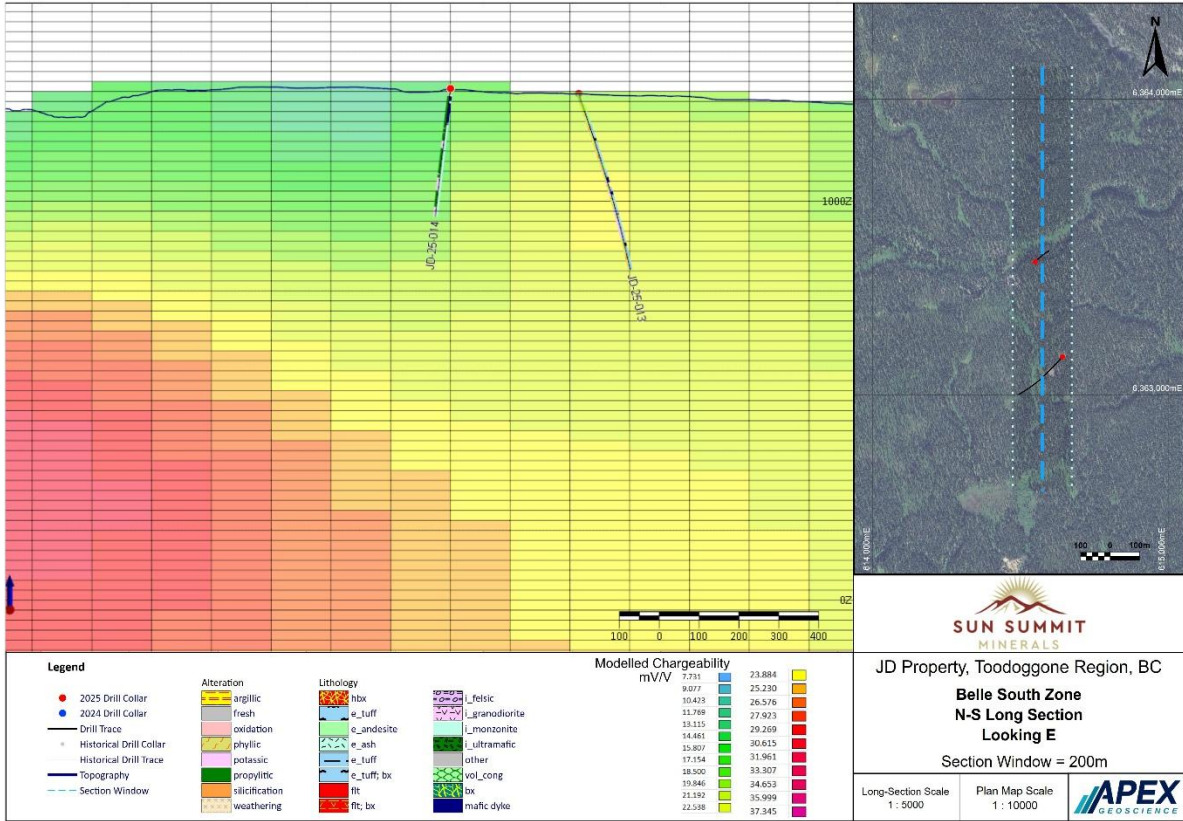 N
6,364,000mE
1000Z
JD-25-014
JD-25-013
6,363,000mE
0Z
100 0 100 200 300 400
614,000mE
615,000mE
100 0 100m
SUN SUMMIT
MINERALS
JD Property, Toodoggone Region, BC
Belle South Zone
N-S Long Section
Looking E
Section Window = 200m
Long-Section Scale
1 : 5000
Plan Map Scale
1 : 10000
APEX
GEOSCIENCE
Legend
2025 Drill Collar
2024 Drill Collar
Drill Trace
Historical Drill Collar
Historical Drill Trace
Topography
Section Window
Alteration
argillic
fresh
oxidation
phyllic
potassic
propylitic
silicification
weathering
Lithology
hbx
e_tuff
e_andesite
e_ash
e_tuff
e_tuff; bx
flt
flt; bx
i_felsic
i_granodiorite
i_monzonite
i_ultramafic
other
vol_cong
bx
mafic dyke
Modelled Chargeability
mV/V
7.731
9.077
10.423
11.769
13.115
14.461
15.807
17.154
18.500
19.846
21.192
22.538
23.884
25.230
26.576
27.923
29.269
30.615
31.961
33.307
34.653
35.999
37.345